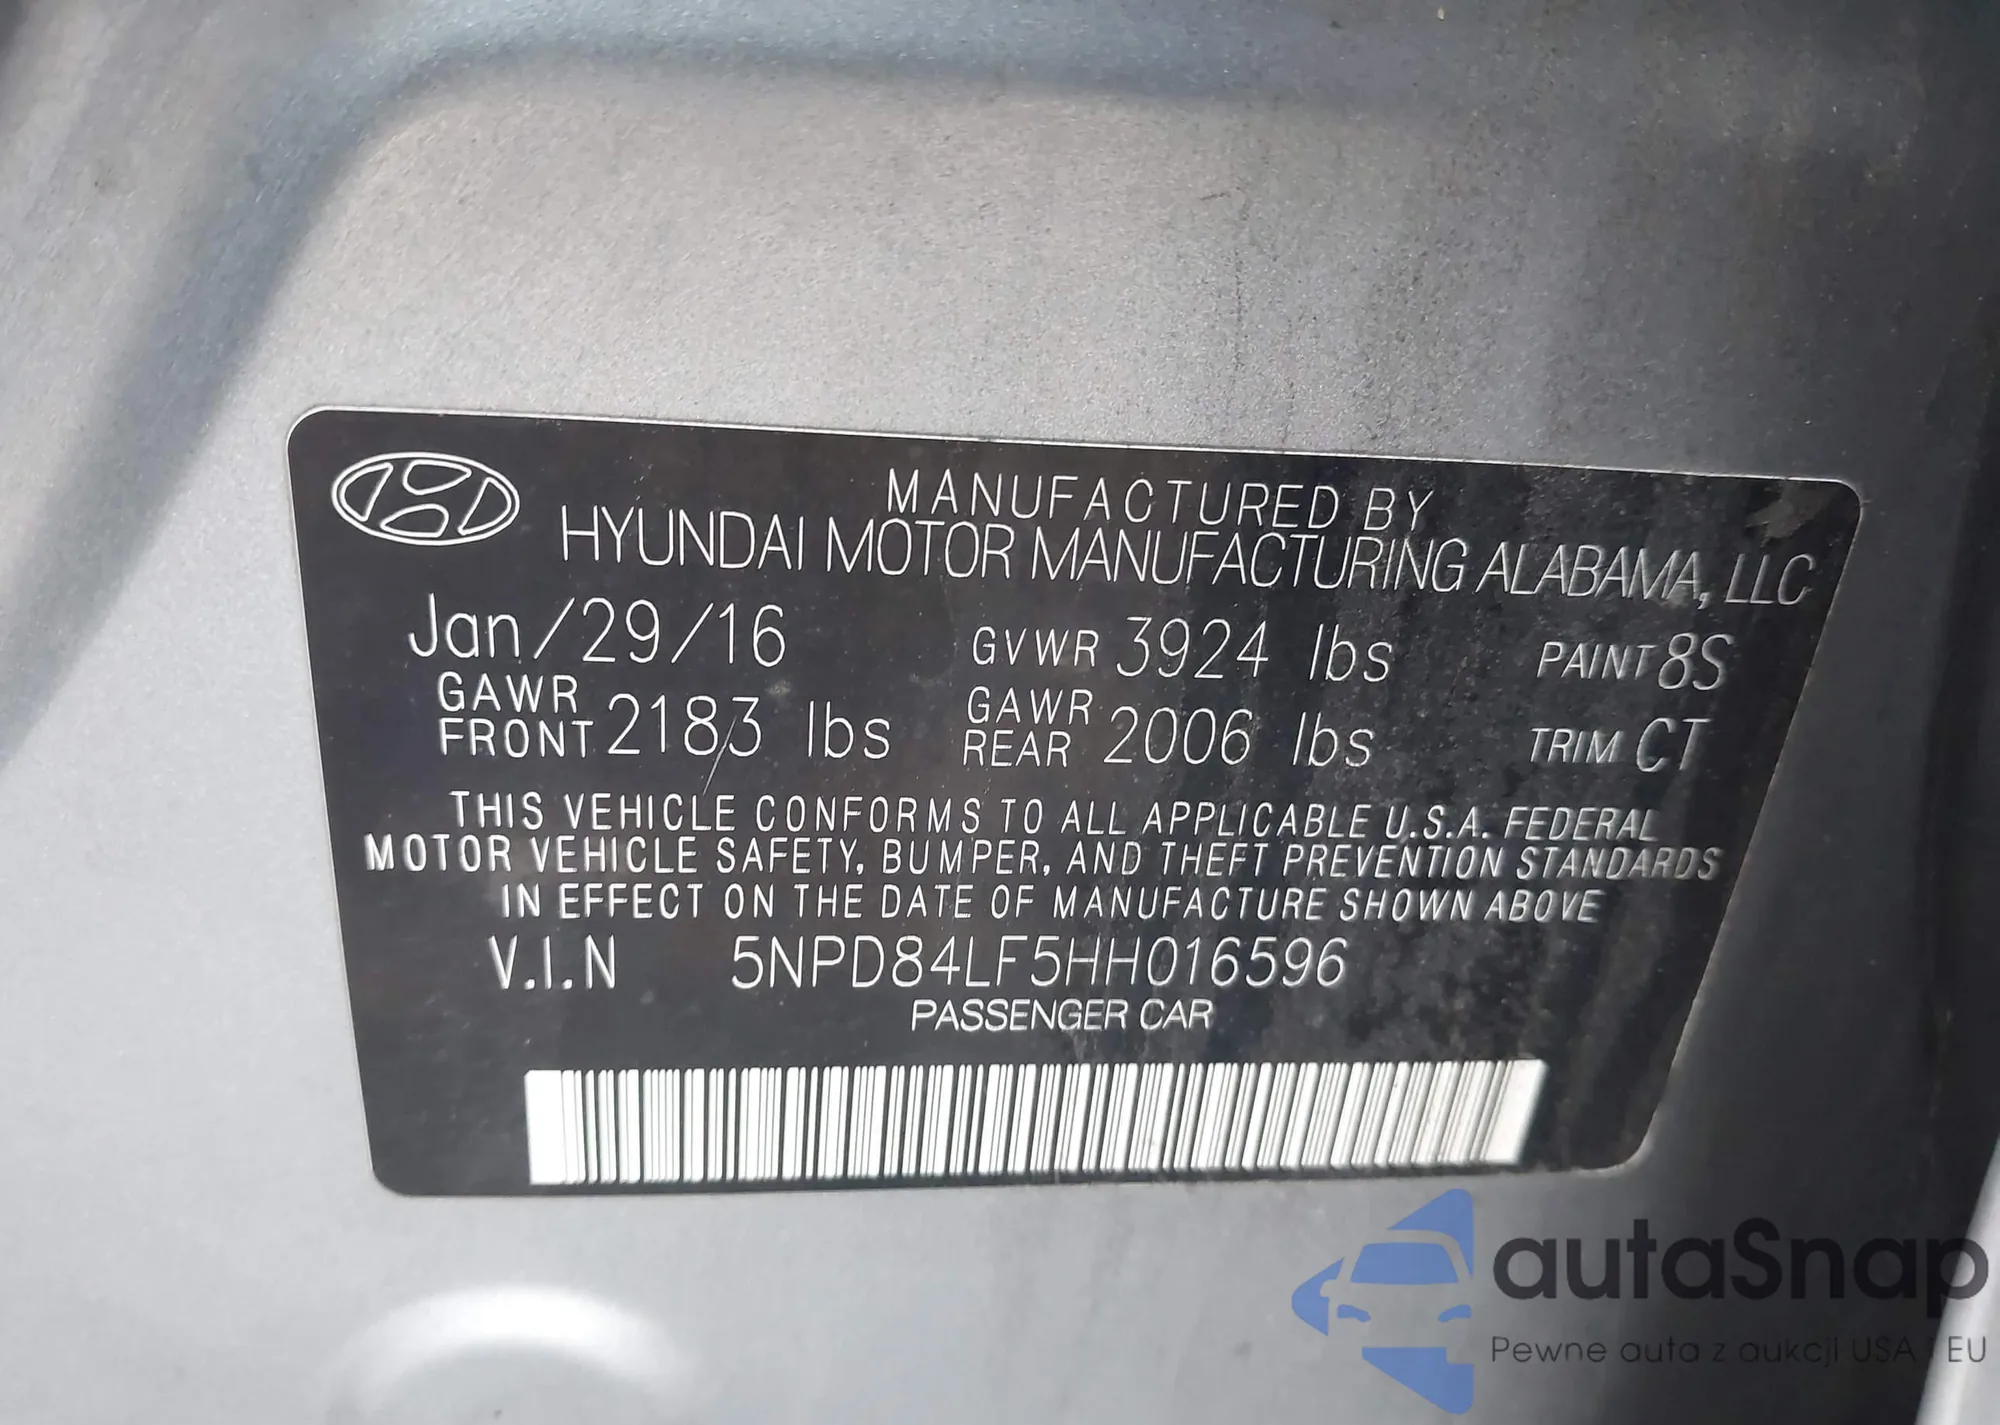 MANUFACTURED BY
HYUNDAI MOTOR MANUFACTURING ALABAMA, LLC
Jan/29/16 GVWR 3924 lbs PAINT 8S
GAWR FRONT 2183 lbs GAWR REAR 2006 lbs TRIM CT
THIS VEHICLE CONFORMS TO ALL APPLICABLE U.S.A. FEDERAL
MOTOR VEHICLE SAFETY, BUMPER, AND THEFT PREVENTION STANDARDS
IN EFFECT ON THE DATE OF MANUFACTURE SHOWN ABOVE
V.I.N 5NPD84LF5HH016596
PASSENGER CAR
autaSnap
Pewne auta z aukcji USA i EU